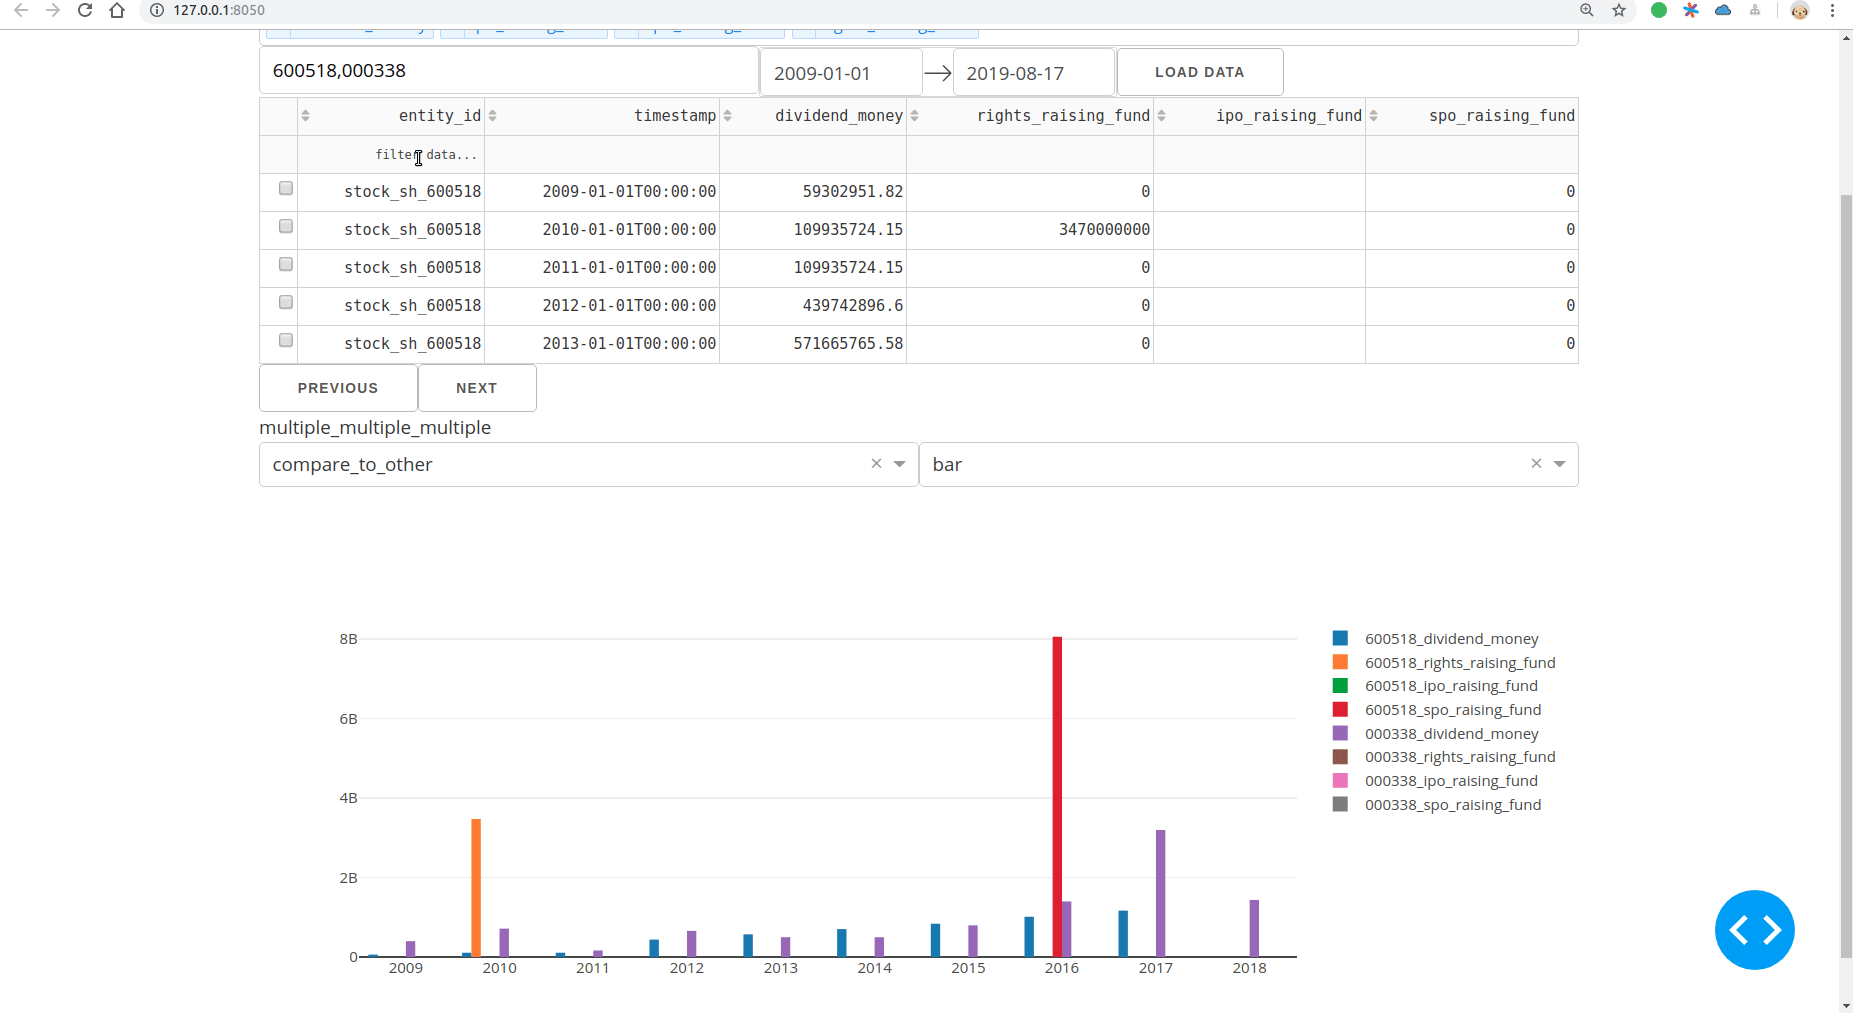 127.0.0.1:8050
600518,000338 2009-01-01 2019-08-17 LOAD DATA
entity_id timestamp dividend_money rights_raising_fund ipo_raising_fund spo_raising_fund
filter data...
stock_sh_600518 2009-01-01T00:00:00 59302951.82 0 0
stock_sh_600518 2010-01-01T00:00:00 109935724.15 3470000000 0
stock_sh_600518 2011-01-01T00:00:00 109935724.15 0 0
stock_sh_600518 2012-01-01T00:00:00 439742896.6 0 0
stock_sh_600518 2013-01-01T00:00:00 571665765.58 0 0
PREVIOUS NEXT
multiple_multiple_multiple
compare_to_other bar
8B
6B
4B
2B
0
2009 2010 2011 2012 2013 2014 2015 2016 2017 2018
600518_dividend_money
600518_rights_raising_fund
600518_ipo_raising_fund
600518_spo_raising_fund
000338_dividend_money
000338_rights_raising_fund
000338_ipo_raising_fund
000338_spo_raising_fund